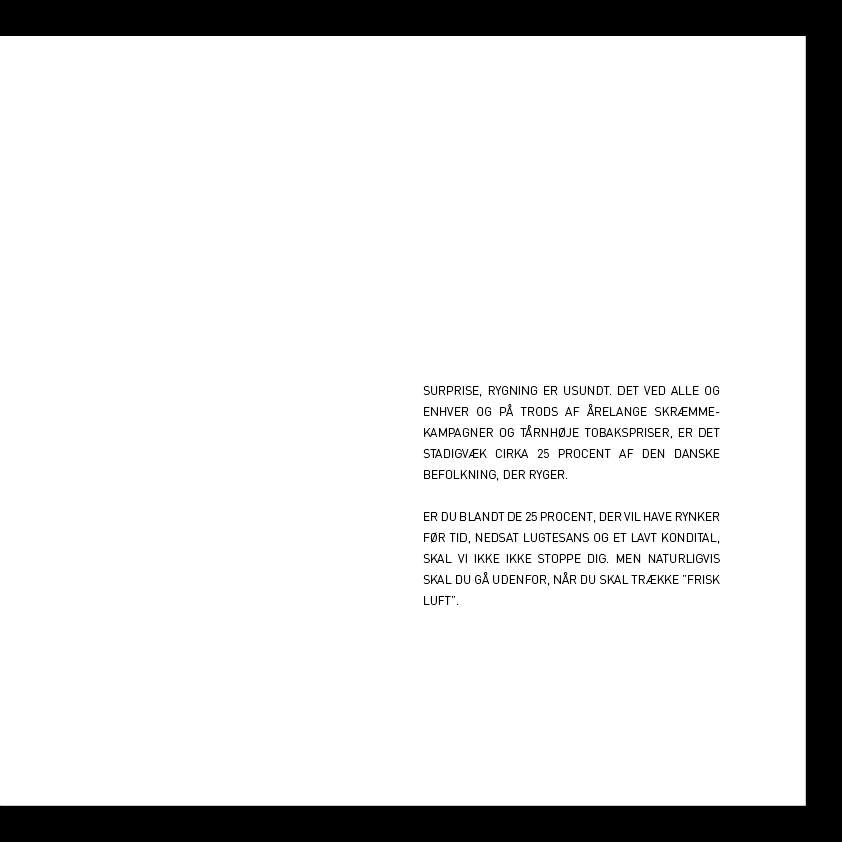 SURPRISE, RYGNING ER USUNDT. DET VED ALLE OG
ENHVER OG PÅ TRODS AF ÅRELANGE SKRÆMME-
KAMPAGNER OG TÅRNHØJE TOBAKSPRISER, ER DET
STADIGVÆK CIRKA 25 PROCENT AF DEN DANSKE
BEFOLKNING, DER RYGER.
ER DU BLANDT DE 25 PROCENT, DER VIL HAVE RYNKER
FØR TID, NEDSAT LUGTESANS OG ET LAVT KONDITAL,
SKAL VI IKKE IKKE STOPPE DIG. MEN NATURLIGVIS
SKAL DU GÅ UDENFOR, NÅR DU SKAL TRÆKKE "FRISK
LUFT".